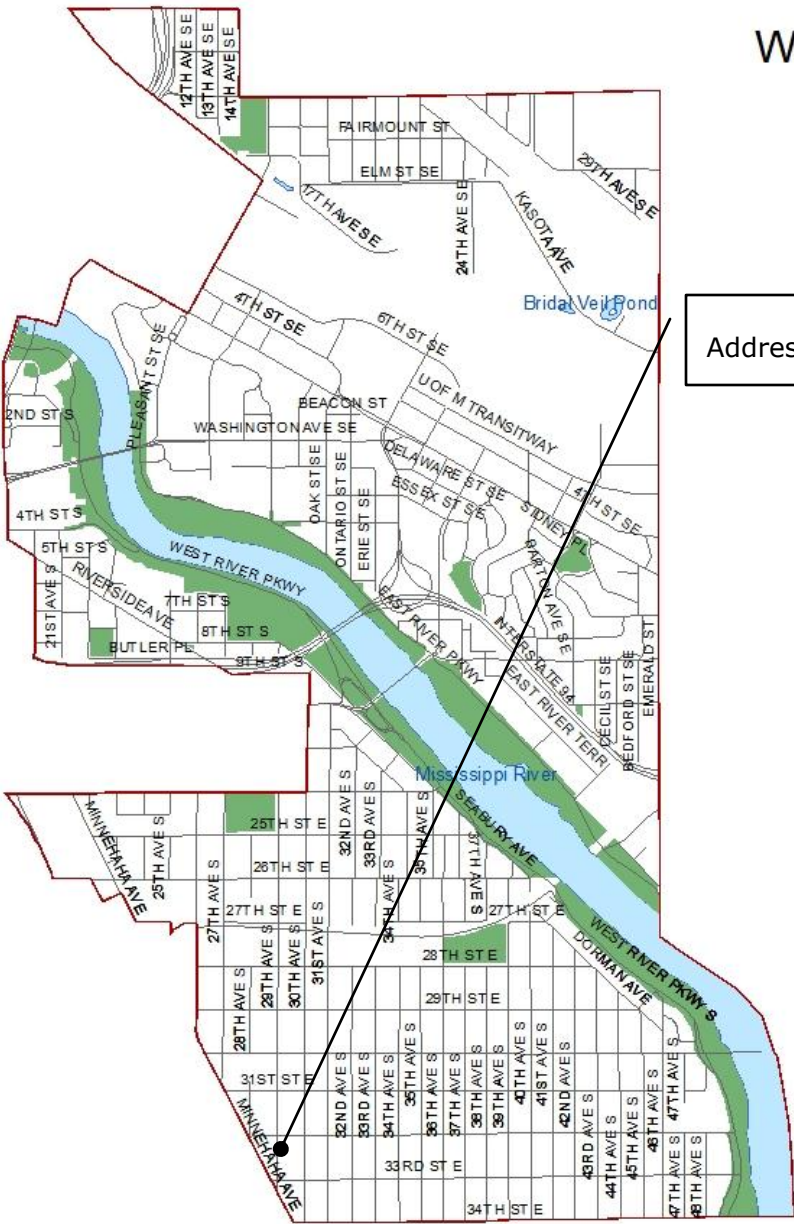 W
12TH AVE SE
13TH AVE SE
14TH AVE SE
FAIRMOUNT ST
ELM ST SE
29TH AVE SE
17TH AVE SE
24TH AVE SE
KASOTA AVE
Bridal Veil Pond
Addres
4TH ST SE
6TH ST SE
PLEASANT ST SE
U OF M TRANSITWAY
BEACON ST
2ND ST S
WASHINGTON AVE SE
DELAWARE ST SE
ESSEX ST SE
OAK ST SE
ONTARIO ST SE
ERIE ST SE
SIDNEY PL
4TH ST SE
4TH ST S
5TH ST S
WEST RIVER PKWY
BARTON AVE SE
RIVERSIDE AVE
21ST AVE S
7TH ST S
8TH ST S
BUTLER PL
9TH ST S
EAST RIVER PKWY
INTERSTATE 94
EAST RIVER TERR
CECIL ST SE
BEDFORD ST SE
EMERALD ST
Mississippi River
SEABURY AVE
MINNEHAHA AVE
25TH AVE S
25TH ST E
32ND AVE S
33RD AVE S
35TH AVE S
26TH ST E
27TH AVE S
34TH AVE S
37TH AVE S
27TH ST E
27TH ST E
31ST AVE S
28TH ST E
DORMAN AVE
WEST RIVER PKWY S
28TH AVE S
29TH AVE S
30TH AVE S
29TH ST E
31ST ST E
32ND AVE S
33RD AVE S
34TH AVE S
35TH AVE S
36TH AVE S
37TH AVE S
38TH AVE S
39TH AVE S
40TH AVE S
41ST AVE S
42ND AVE S
43RD AVE S
44TH AVE S
45TH AVE S
46TH AVE S
47TH AVE S
MINNEHAHA AVE
33RD ST E
47TH AVE S
48TH AVE S
34TH ST E